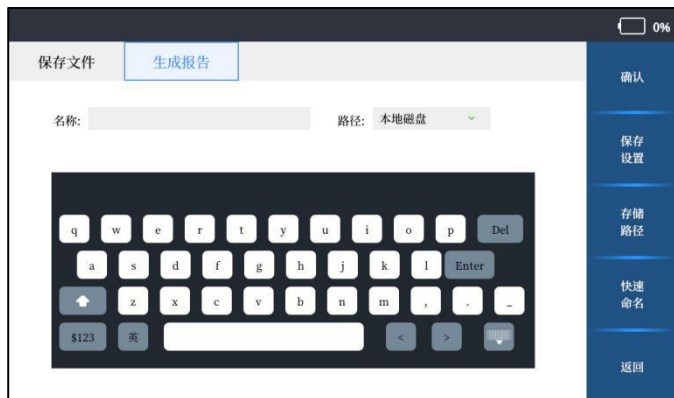 0%
保存文件 生成报告
确认
名称: 路径: 本地磁盘
保存
设置
q w e r t y u i o p Del
存储
路径
a s d f g h j k l Enter
z x c v b n m , . _
快速
命名
$123 英 < >
返回